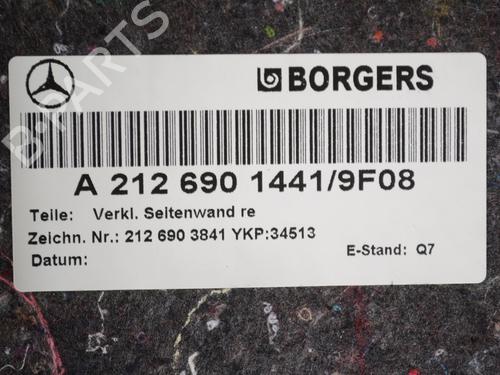 BORGERS
A 212 690 1441/9F08
Teile: Verkl. Seitenwand re
Zeichn. Nr.: 212 690 3841 YKP:34513
Datum:
E-Stand: Q7
B-PARTS